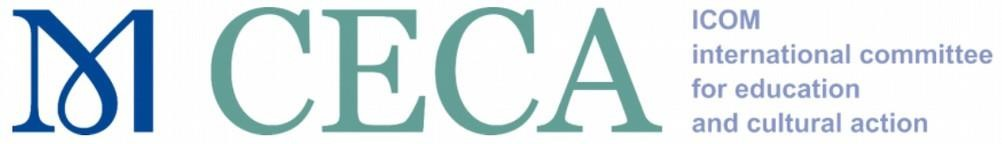 M CECA
ICOM
international committee
for education
and cultural action